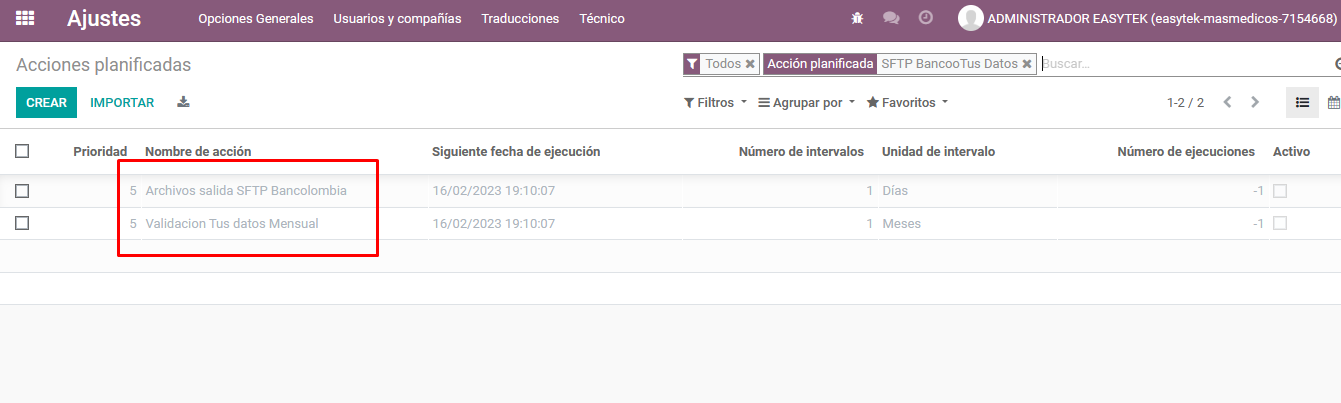 Ajustes Opciones Generales Usuarios y compañías Traducciones Técnico ADMINISTRADOR EASYTEK (easytek-masmedicos-7154668)
Acciones planificadas Todos Acción planificada SFTP BancooTus Datos Buscar...
CREAR IMPORTAR Filtros Agrupar por Favoritos 1-2 / 2
Prioridad Nombre de acción Siguiente fecha de ejecución Número de intervalos Unidad de intervalo Número de ejecuciones Activo
5 Archivos salida SFTP Bancolombia 16/02/2023 19:10:07 1 Días -1
5 Validacion Tus datos Mensual 16/02/2023 19:10:07 1 Meses -1